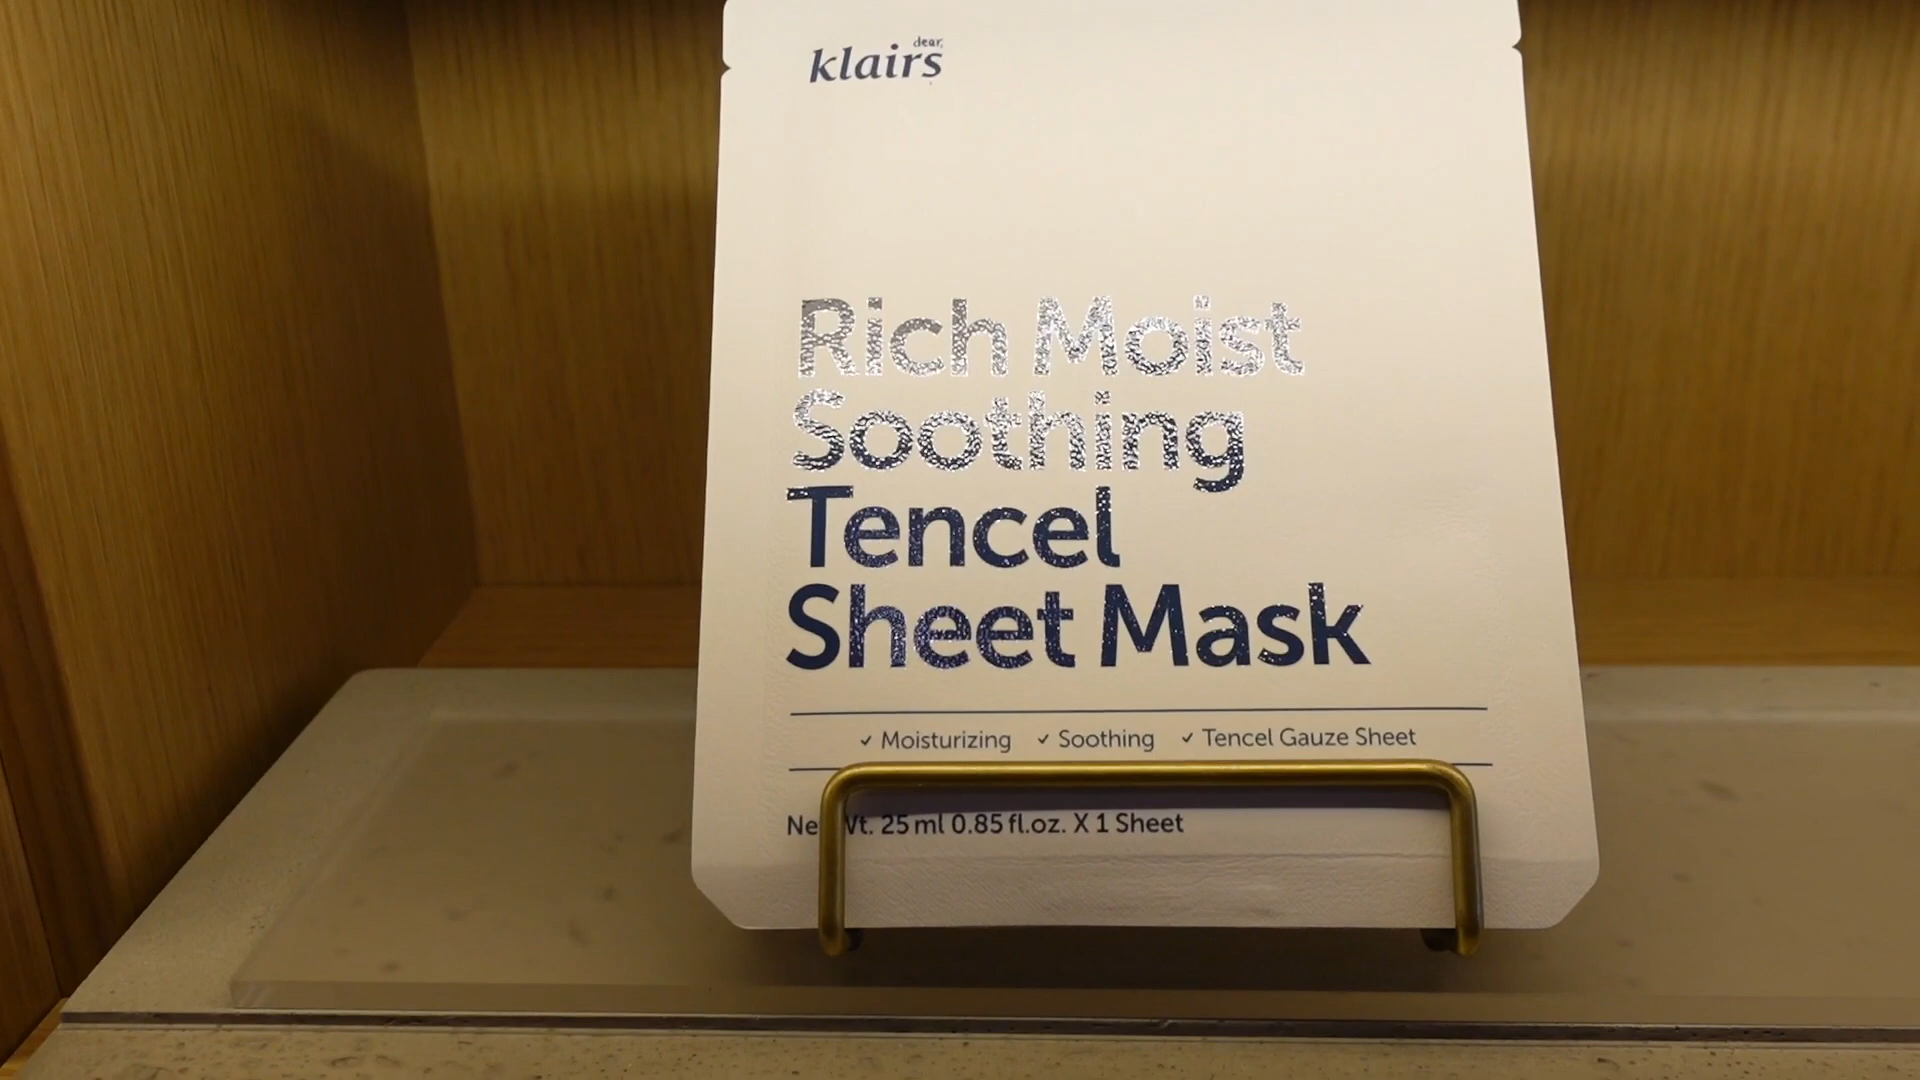 dear,
klairs
Rich Moist
Soothing
Tencel
Sheet Mask
✓ Moisturizing ✓ Soothing ✓ Tencel Gauze Sheet
25 ml 0.85 fl.oz. X 1 Sheet